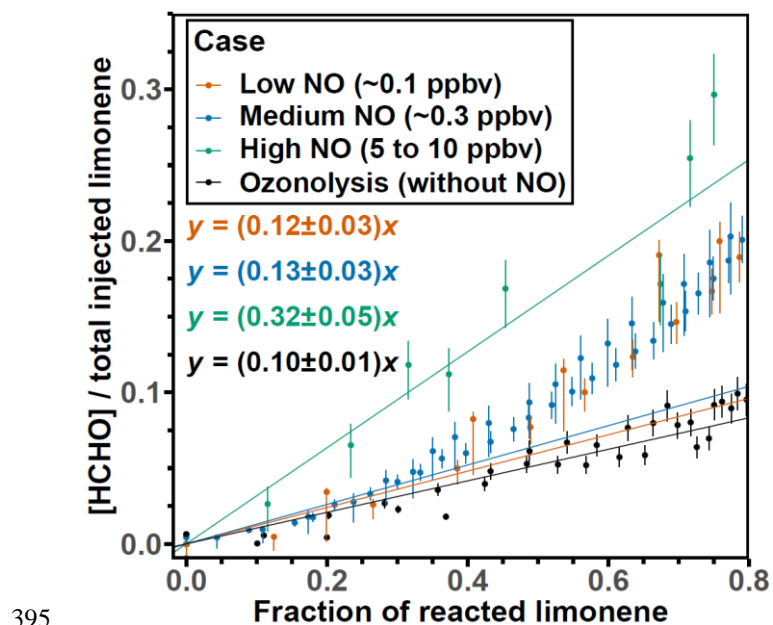 Case
Low NO (~0.1 ppbv)
Medium NO (~0.3 ppbv)
High NO (5 to 10 ppbv)
Ozonolysis (without NO)
y = (0.12±0.03)x
y = (0.13±0.03)x
y = (0.32±0.05)x
y = (0.10±0.01)x
[HCHO] / total injected limonene
0.3
0.2
0.1
0.0
0.0 0.2 0.4 0.6 0.8
395 Fraction of reacted limonene